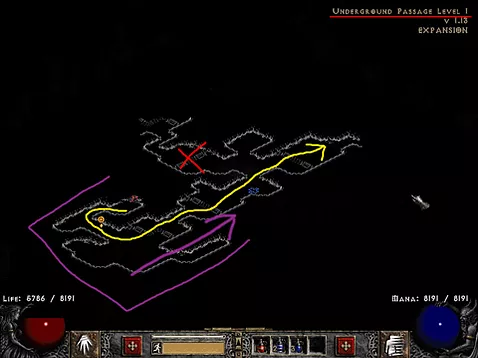 Underground Passage Level 1
v 1.13
EXPANSION
Life: 6786 / 8191
Mana: 8191 / 8191